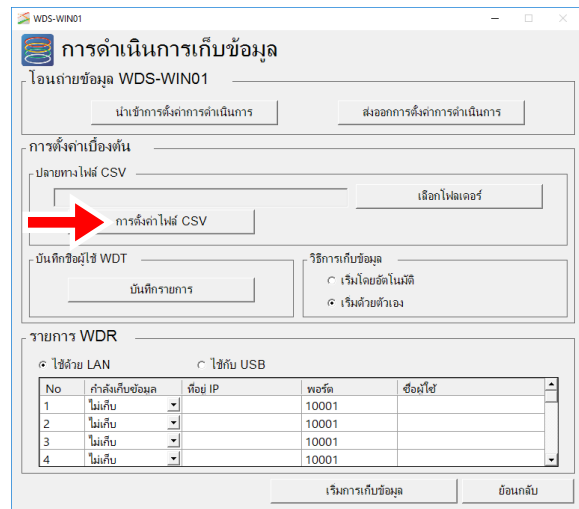 WDS-WIN01
การดำเนินการเก็บข้อมูล
โอนถ่ายข้อมูล WDS-WIN01
นำเข้าการตั้งค่าการดำเนินการ ส่งออกการตั้งค่าการดำเนินการ
การตั้งค่าเบื้องต้น
ปลายทางไฟล์ CSV
เลือกโฟลเดอร์
การตั้งค่าไฟล์ CSV
บันทึกชื่อผู้ใช้ WDT
บันทึกรายการ
วิธีการเก็บข้อมูล
เริ่มโดยอัตโนมัติ
เริ่มด้วยตัวเอง
รายการ WDR
ใช้ด้วย LAN ใช้กับ USB
No กำลังเก็บข้อมูล ที่อยู่ IP พอร์ต ชื่อผู้ใช้
1 ไม่เก็บ 10001
2 ไม่เก็บ 10001
3 ไม่เก็บ 10001
4 ไม่เก็บ 10001
เริ่มการเก็บข้อมูล ย้อนกลับ